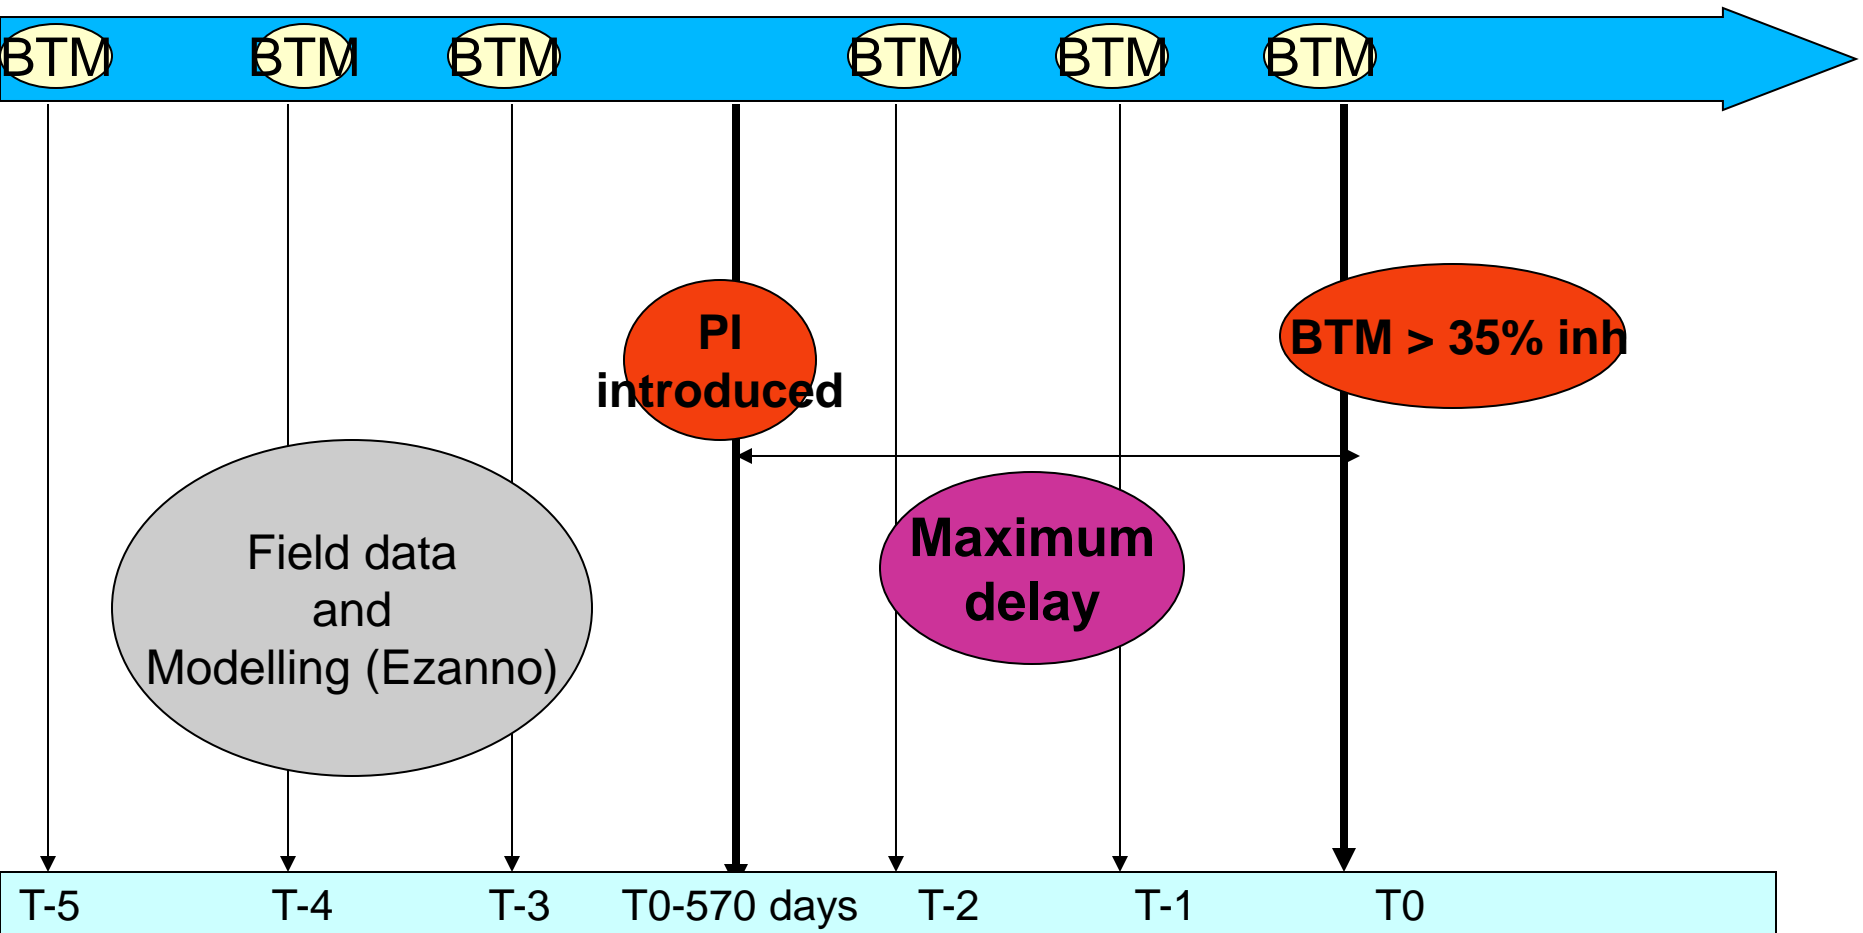 BTM BTM BTM BTM BTM BTM
PI
introduced
BTM > 35% inh
Maximum
delay
Field data
and
Modelling (Ezanno)
T-5 T-4 T-3 T0-570 days T-2 T-1 T0